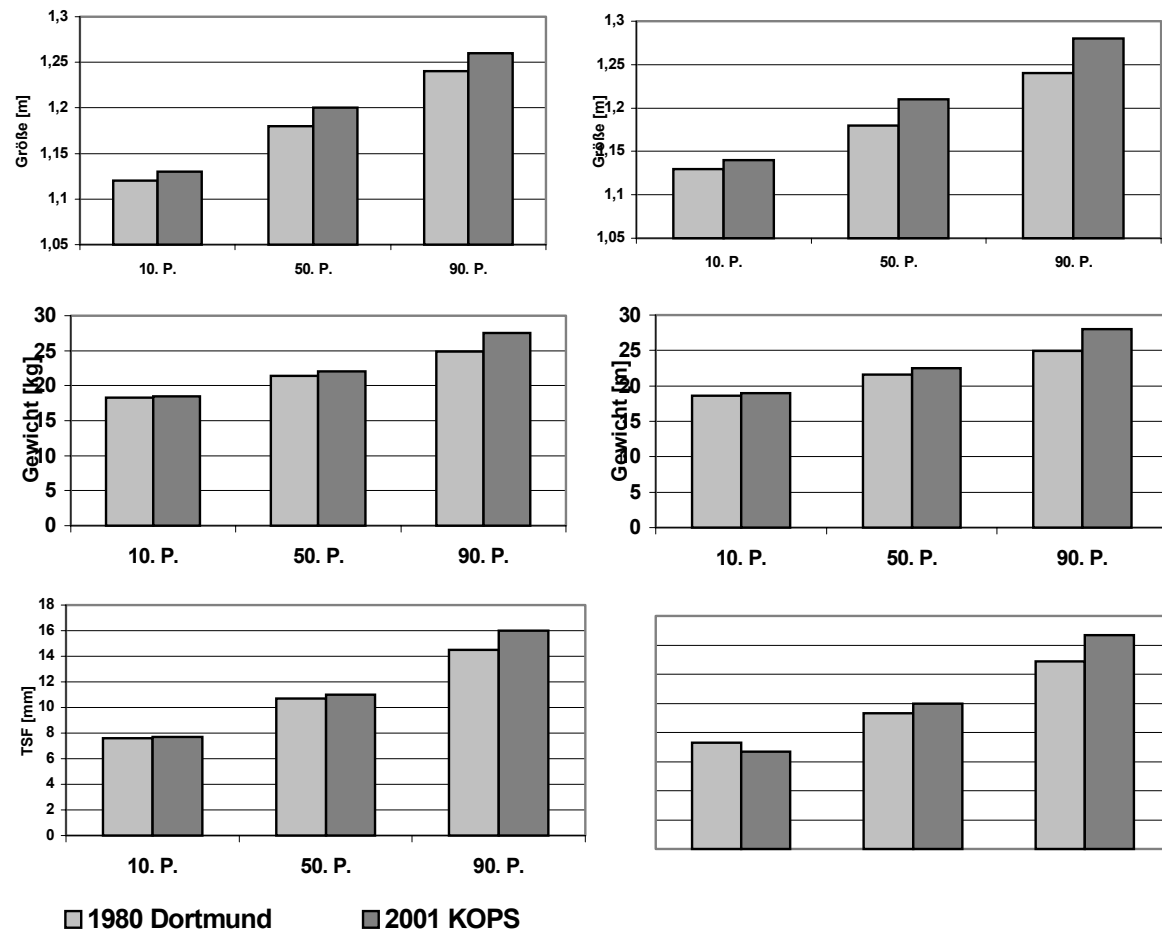 Größe [m]
1,3
1,25
1,2
1,15
1,1
1,05
10. P.
50. P.
90. P.
Größe [m]
1,3
1,25
1,2
1,15
1,1
1,05
10. P.
50. P.
90. P.
Gewicht [kg]
30
25
20
15
10
5
0
10. P.
50. P.
90. P.
Gewicht [m]
30
25
20
15
10
5
0
10. P.
50. P.
90. P.
TSF [mm]
18
16
14
12
10
8
6
4
2
0
10. P.
50. P.
90. P.
1980 Dortmund
2001 KOPS